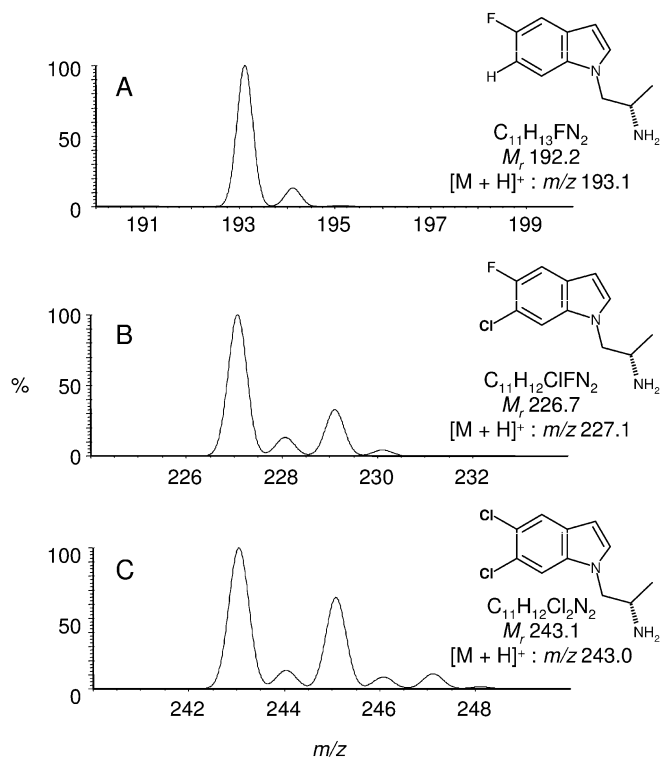 A
F
H
N
NH₂
C₁₁H₁₃FN₂
Mᵣ 192.2
[M + H]⁺ : m/z 193.1
100
50
0
191 193 195 197 199
B
F
Cl
N
NH₂
C₁₁H₁₂ClFN₂
Mᵣ 226.7
[M + H]⁺ : m/z 227.1
100
50
0
%
226 228 230 232
C
Cl
Cl
N
NH₂
C₁₁H₁₂Cl₂N₂
Mᵣ 243.1
[M + H]⁺ : m/z 243.0
100
50
0
242 244 246 248
m/z